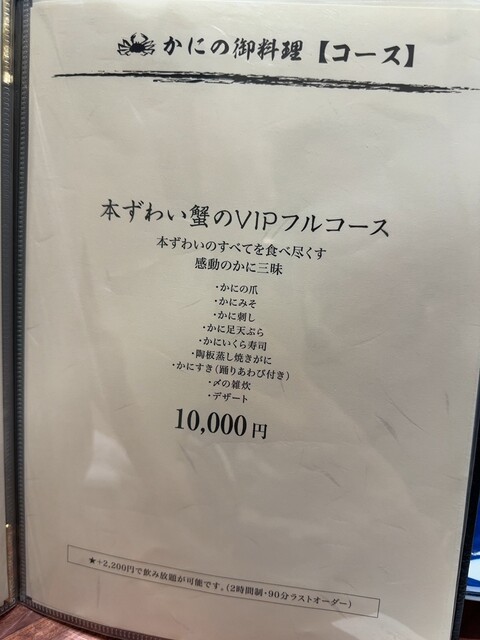 かにの御料理【コース】
本ずわい蟹のVIPフルコース
本ずわいのすべてを食べ尽くす
感動のかに三昧
・かにの爪
・かにみそ
・かに刺し
・かに足天ぷら
・かにいくら寿司
・陶板蒸し焼きがに
・かにすき(踊りあわび付き)
・〆の雑炊
・デザート
10,000円
★+2,200円で飲み放題が可能です。(2時間制・90分ラストオーダー)